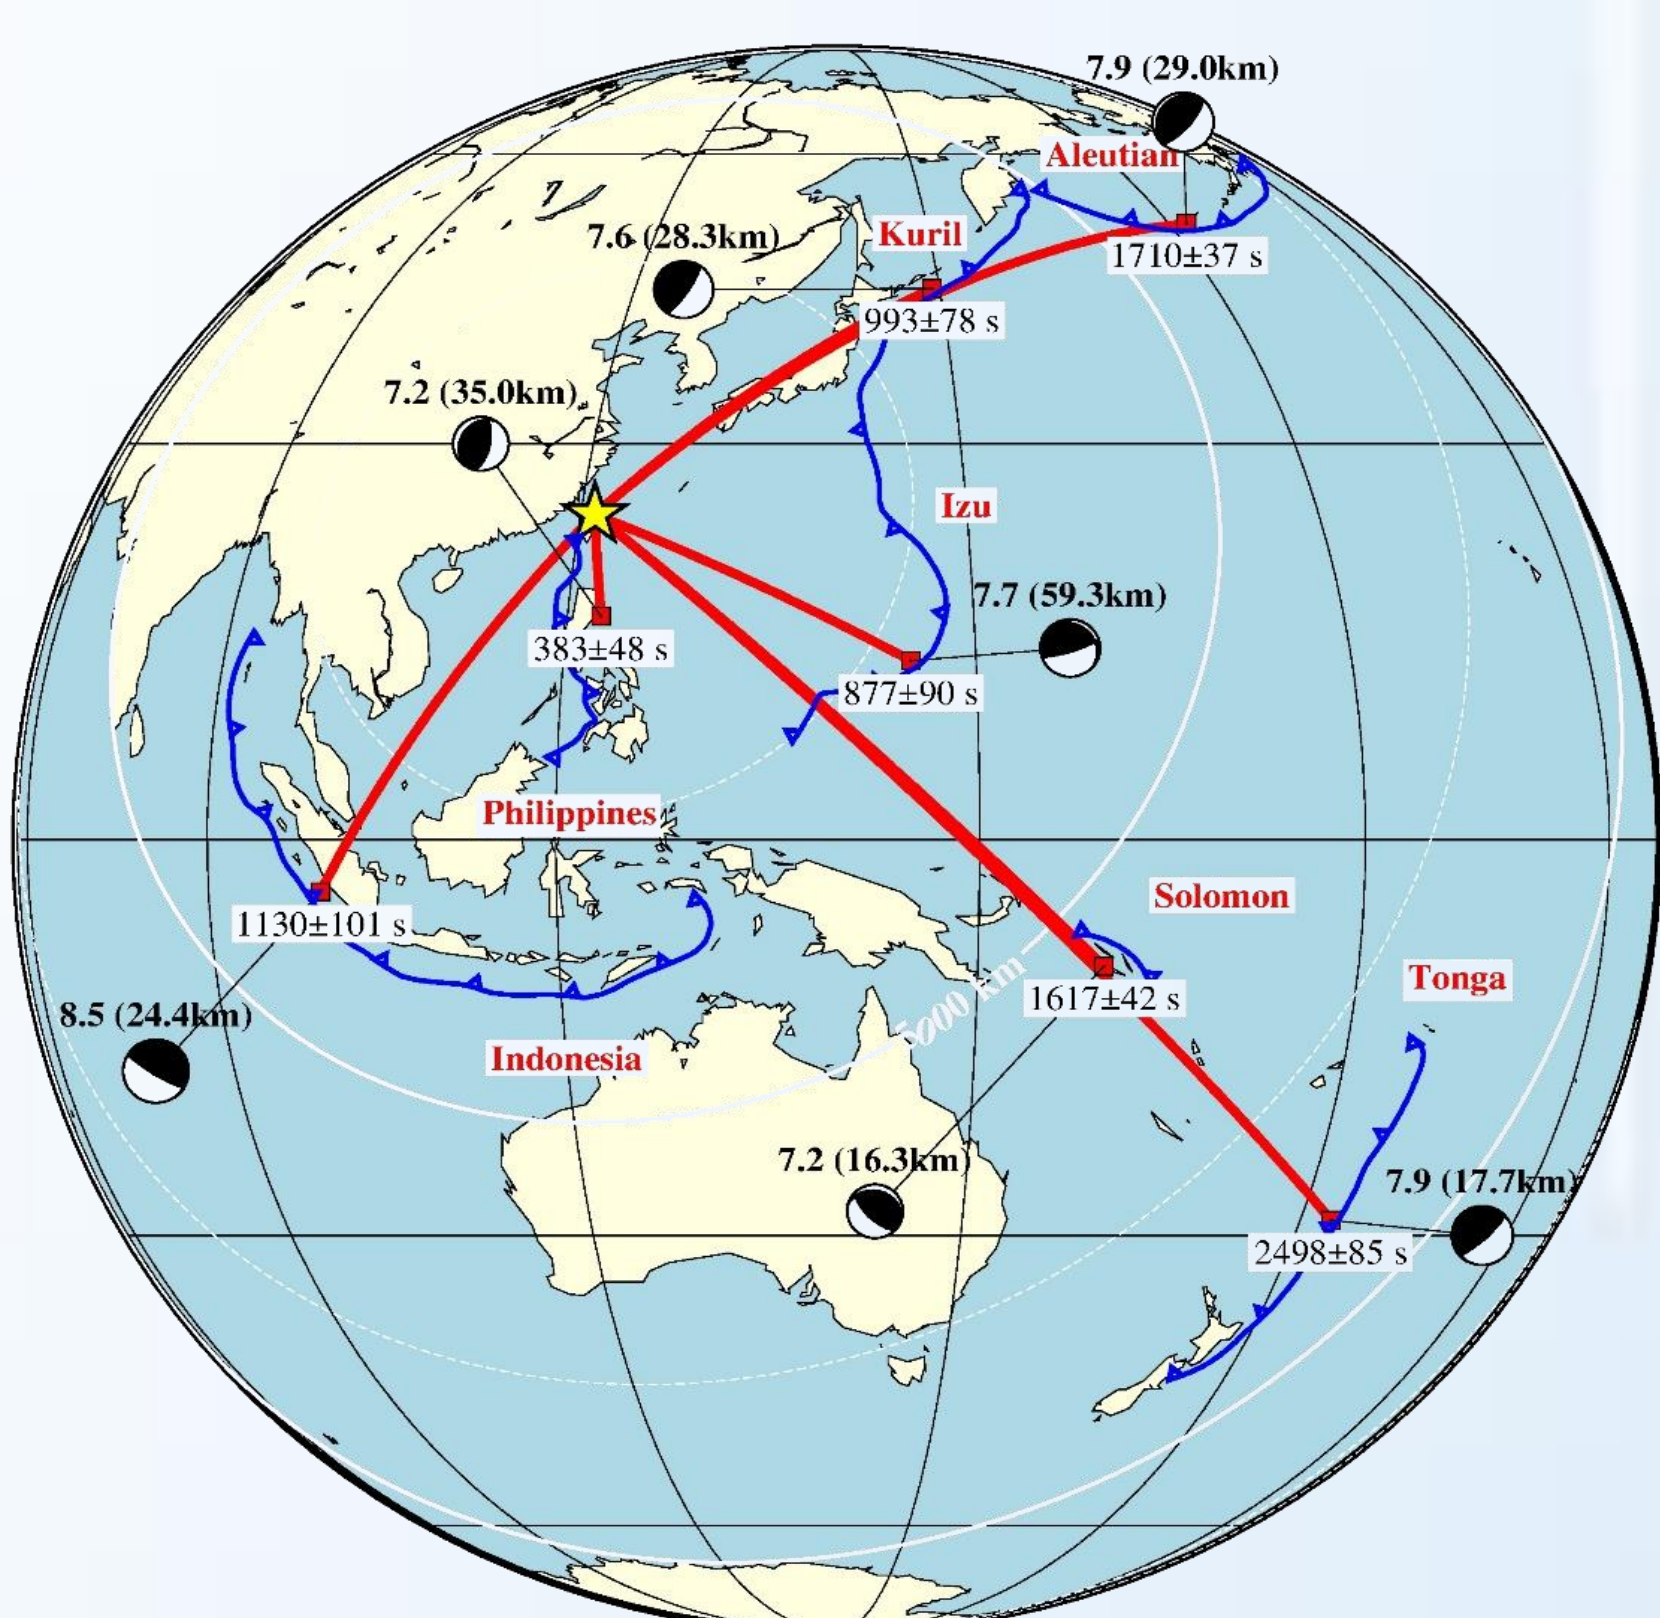 7.9 (29.0km)
Aleutian
Kuril
7.6 (28.3km)
1710±37 s
993±78 s
7.2 (35.0km)
Izu
7.7 (59.3km)
383±48 s
877±90 s
Philippines
Solomon
1130±101 s
Tonga
5000 km
1617±42 s
8.5 (24.4km)
Indonesia
7.2 (16.3km)
7.9 (17.7km)
2498±85 s